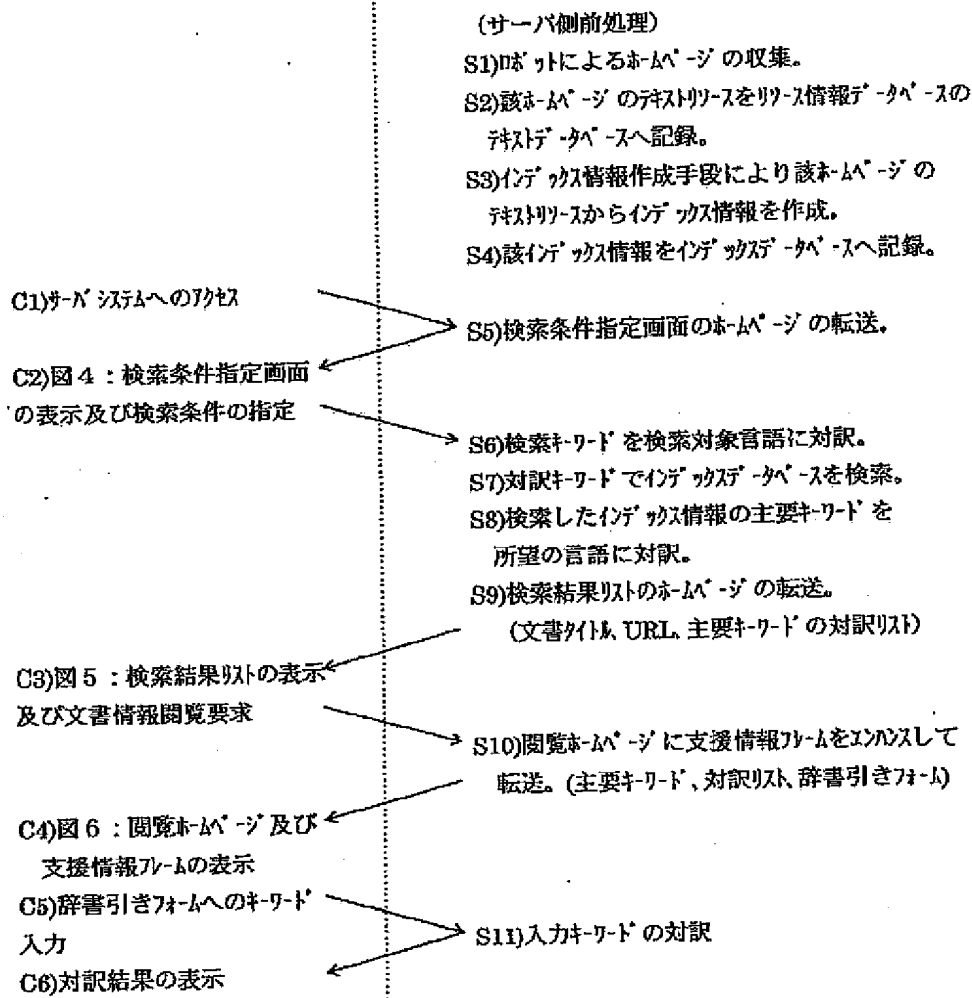 (サーバ側前処理)
S1)ﾛﾎﾞｯﾄによるﾎｰﾑﾍﾟｰｼﾞの収集。
S2)該ﾎｰﾑﾍﾟｰｼﾞのﾃｷｽﾄﾘｿｰｽをﾘｿｰｽ情報ﾃﾞｰﾀﾍﾞｰｽの
ﾃｷｽﾄﾃﾞｰﾀﾍﾞｰｽへ記録。
S3)ｲﾝﾃﾞｯｸｽ情報作成手段により該ﾎｰﾑﾍﾟｰｼﾞの
ﾃｷｽﾄﾘｿｰｽからｲﾝﾃﾞｯｸｽ情報を作成。
S4)該ｲﾝﾃﾞｯｸｽ情報をｲﾝﾃﾞｯｸｽﾃﾞｰﾀﾍﾞｰｽへ記録。
C1)ｻｰﾊﾞｼｽﾃﾑへのｱｸｾｽ
S5)検索条件指定画面のﾎｰﾑﾍﾟｰｼﾞの転送。
C2)図4:検索条件指定画面
の表示及び検索条件の指定
S6)検索ｷｰﾜｰﾄﾞを検索対象言語に対訳。
S7)対訳ｷｰﾜｰﾄﾞでｲﾝﾃﾞｯｸｽﾃﾞｰﾀﾍﾞｰｽを検索。
S8)検索したｲﾝﾃﾞｯｸｽ情報の主要ｷｰﾜｰﾄﾞを
所望の言語に対訳。
S9)検索結果ﾘｽﾄのﾎｰﾑﾍﾟｰｼﾞの転送。
(文書ﾀｲﾄﾙ、URL、主要ｷｰﾜｰﾄﾞの対訳ﾘｽﾄ)
C3)図5:検索結果ﾘｽﾄの表示
及び文書情報閲覧要求
S10)閲覧ﾎｰﾑﾍﾟｰｼﾞに支援情報ﾌﾚｰﾑをｴﾝﾊﾝｽして
転送。(主要ｷｰﾜｰﾄﾞ、対訳ﾘｽﾄ、辞書引きﾌｫｰﾑ)
C4)図6:閲覧ﾎｰﾑﾍﾟｰｼﾞ及び
支援情報ﾌﾚｰﾑの表示
C5)辞書引きﾌｫｰﾑへのｷｰﾜｰﾄﾞ
入力
S11)入力ｷｰﾜｰﾄﾞの対訳
C6)対訳結果の表示